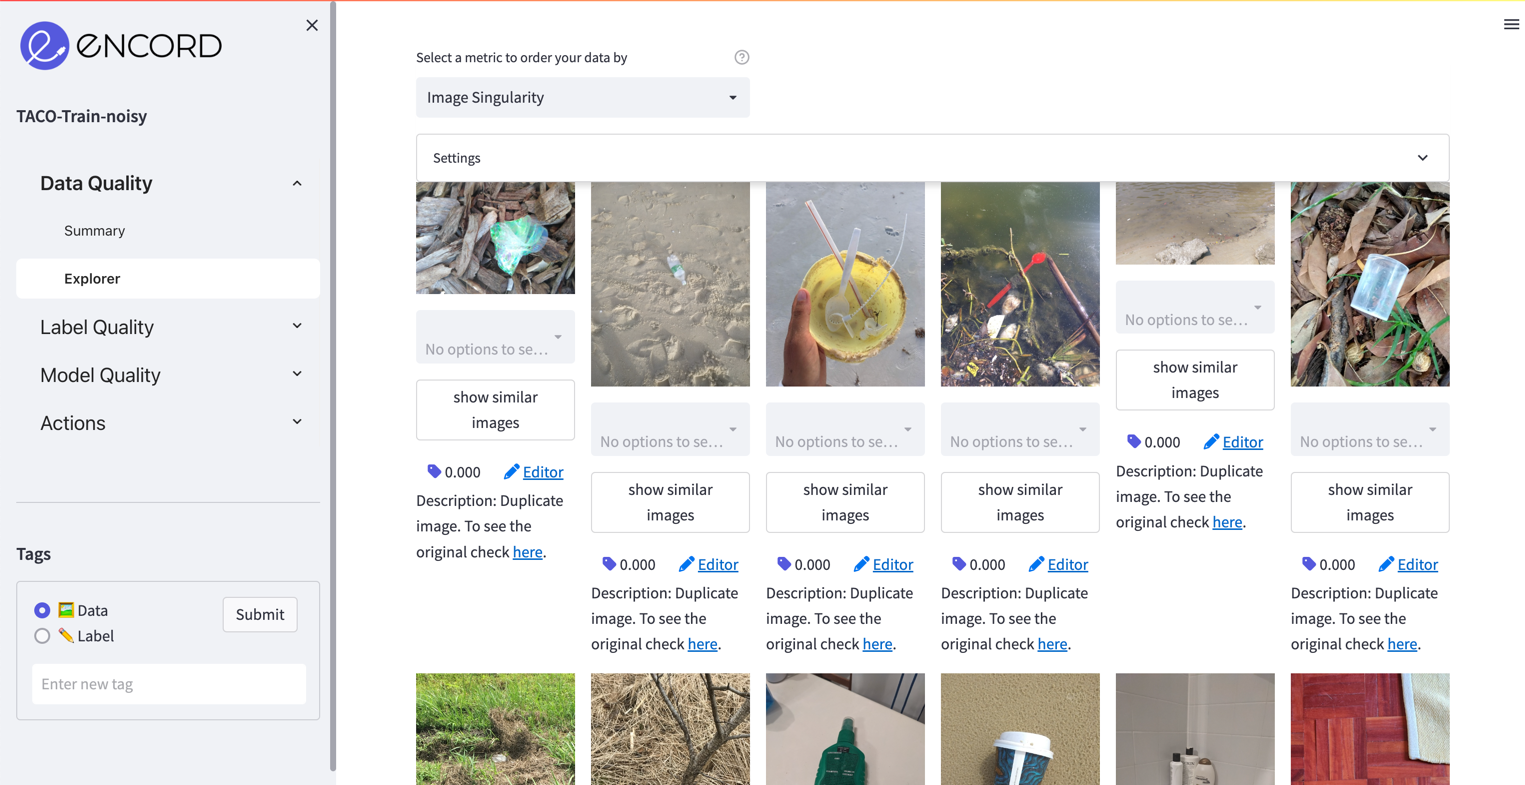 ENCORD
TACO-Train-noisy
Data Quality
Summary
Explorer
Label Quality
Model Quality
Actions
Tags
Data
Label
Submit
Enter new tag
Select a metric to order your data by
Image Singularity
Settings
No options to se…
show similar
images
0.000 Editor
Description: Duplicate
image. To see the
original check here.
No options to se…
show similar
images
0.000 Editor
Description: Duplicate
image. To see the
original check here.
No options to se…
show similar
images
0.000 Editor
Description: Duplicate
image. To see the
original check here.
No options to se…
show similar
images
0.000 Editor
Description: Duplicate
image. To see the
original check here.
No options to se…
show similar
images
0.000 Editor
Description: Duplicate
image. To see the
original check here.
No options to se…
show similar
images
0.000 Editor
Description: Duplicate
image. To see the
original check here.